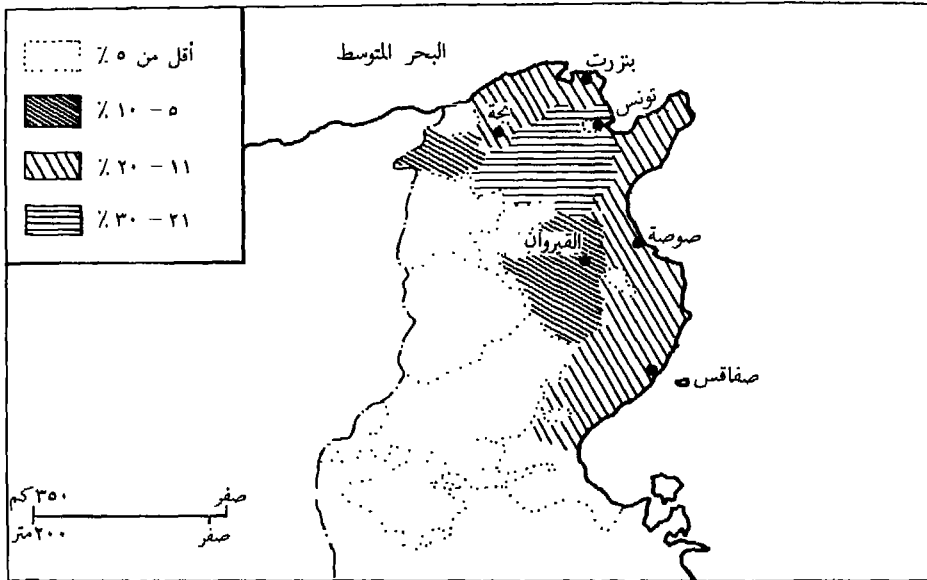 أقل من ٥ ٪
٥ - ١٠ ٪
١١ - ٢٠ ٪
٢١ - ٣٠ ٪
البحر المتوسط
بنزرت
تونس
صوصة
القيروان
صفاقس
صفر ٣٥٠ كم
صفر ٢٠٠ متر